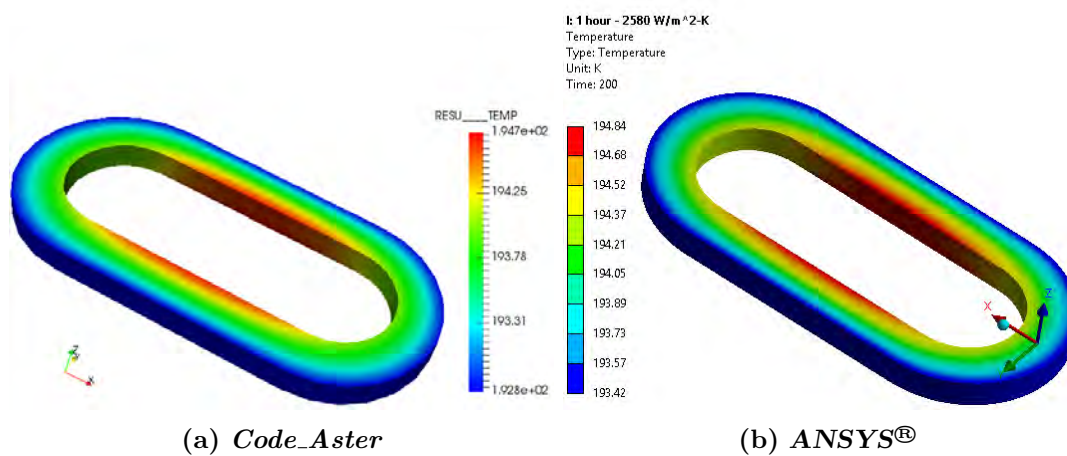 I: 1 hour - 2580 W/m^2-K
Temperature
Type: Temperature
Unit: K
Time: 200
RESU____TEMP
1.947e+02
194.25
193.78
193.31
1.928e+02
194.84
194.68
194.52
194.37
194.21
194.05
193.89
193.73
193.57
193.42
Z
X
X
Z
(a) Code_Aster
(b) ANSYS®